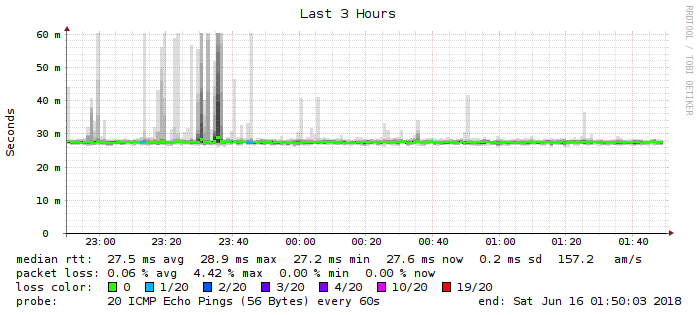 Last 3 Hours
RRDTOOL / TOBI OETIKER
Seconds
60 m
50 m
40 m
30 m
20 m
10 m
0
23:00 23:20 23:40 00:00 00:20 00:40 01:00 01:20 01:40
median rtt: 27.5 ms avg 28.9 ms max 27.2 ms min 27.6 ms now 0.2 ms sd 157.2 am/s
packet loss: 0.06 % avg 4.42 % max 0.00 % min 0.00 % now
loss color: 0 1/20 2/20 3/20 4/20 10/20 19/20
probe: 20 ICMP Echo Pings (56 Bytes) every 60s end: Sat Jun 16 01:50:03 2018